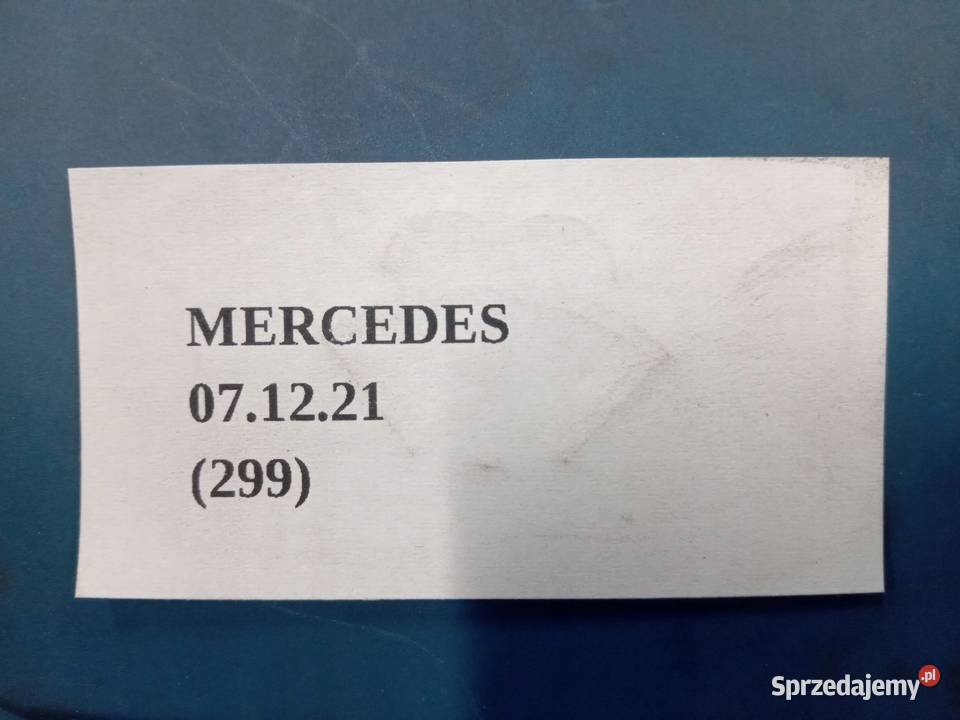 MERCEDES
07.12.21
(299)
Sprzedajemy.pl